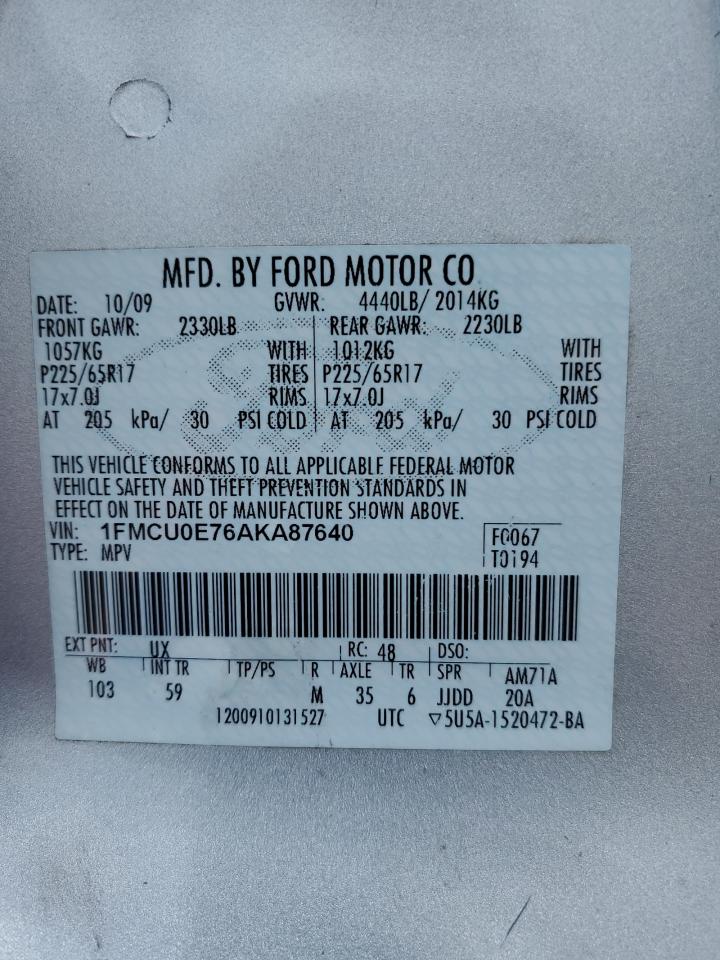 MFD. BY FORD MOTOR CO
DATE: 10/09 GVWR: 4440LB/ 2014KG
FRONT GAWR: 2330LB REAR GAWR: 2230LB
1057KG WITH 1012KG WITH
P225/65R17 TIRES P225/65R17 TIRES
17x7.0J RIMS 17x7.0J RIMS
AT 205 kPa/ 30 PSI COLD AT 205 kPa/ 30 PSI COLD
THIS VEHICLE CONFORMS TO ALL APPLICABLE FEDERAL MOTOR
VEHICLE SAFETY AND THEFT PREVENTION STANDARDS IN
EFFECT ON THE DATE OF MANUFACTURE SHOWN ABOVE.
VIN: 1FMCU0E76AKA87640 F0067
TYPE: MPV T0194
EXT PNT: UX RC: 48 DSO:
WB INT TR TP/PS R AXLE TR SPR AM71A
103 59 M 35 6 JJDD 20A
1200910131527 UTC ▽5U5A-1520472-BA